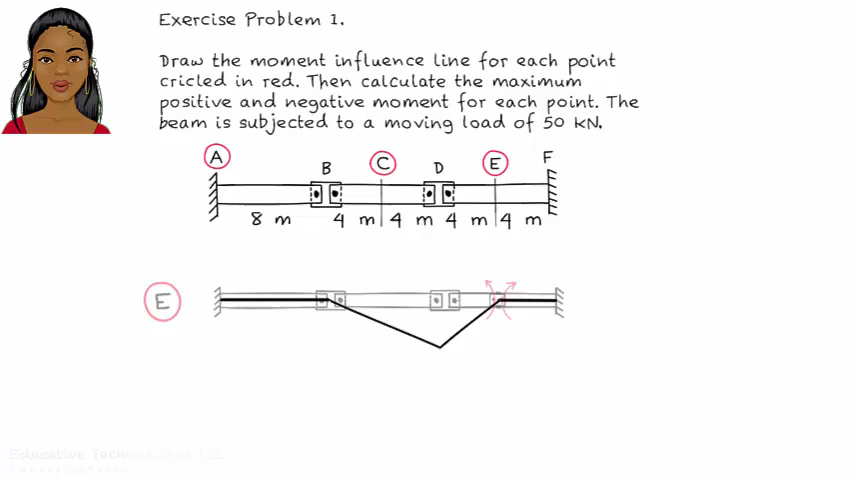 Exercise Problem 1.
Draw the moment influence line for each point
cricled in red. Then calculate the maximum
positive and negative moment for each point. The
beam is subjected to a moving load of 50 kN.
A B C D E F
8 m 4 m 4 m 4 m 4 m
E
Educative Tech